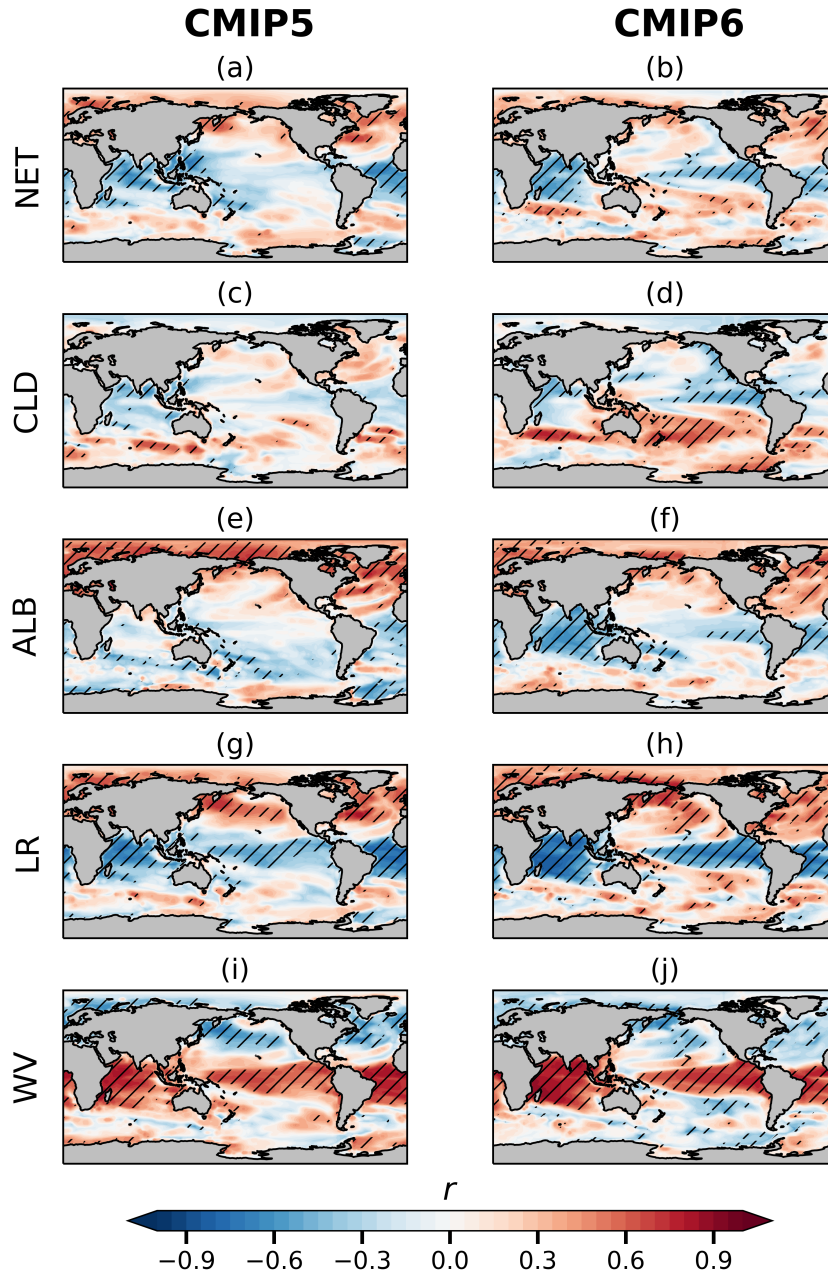 CMIP5 CMIP6
(a) (b)
NET
(c) (d)
CLD
(e) (f)
ALB
(g) (h)
LR
(i) (j)
WV
r
−0.9 −0.6 −0.3 0.0 0.3 0.6 0.9